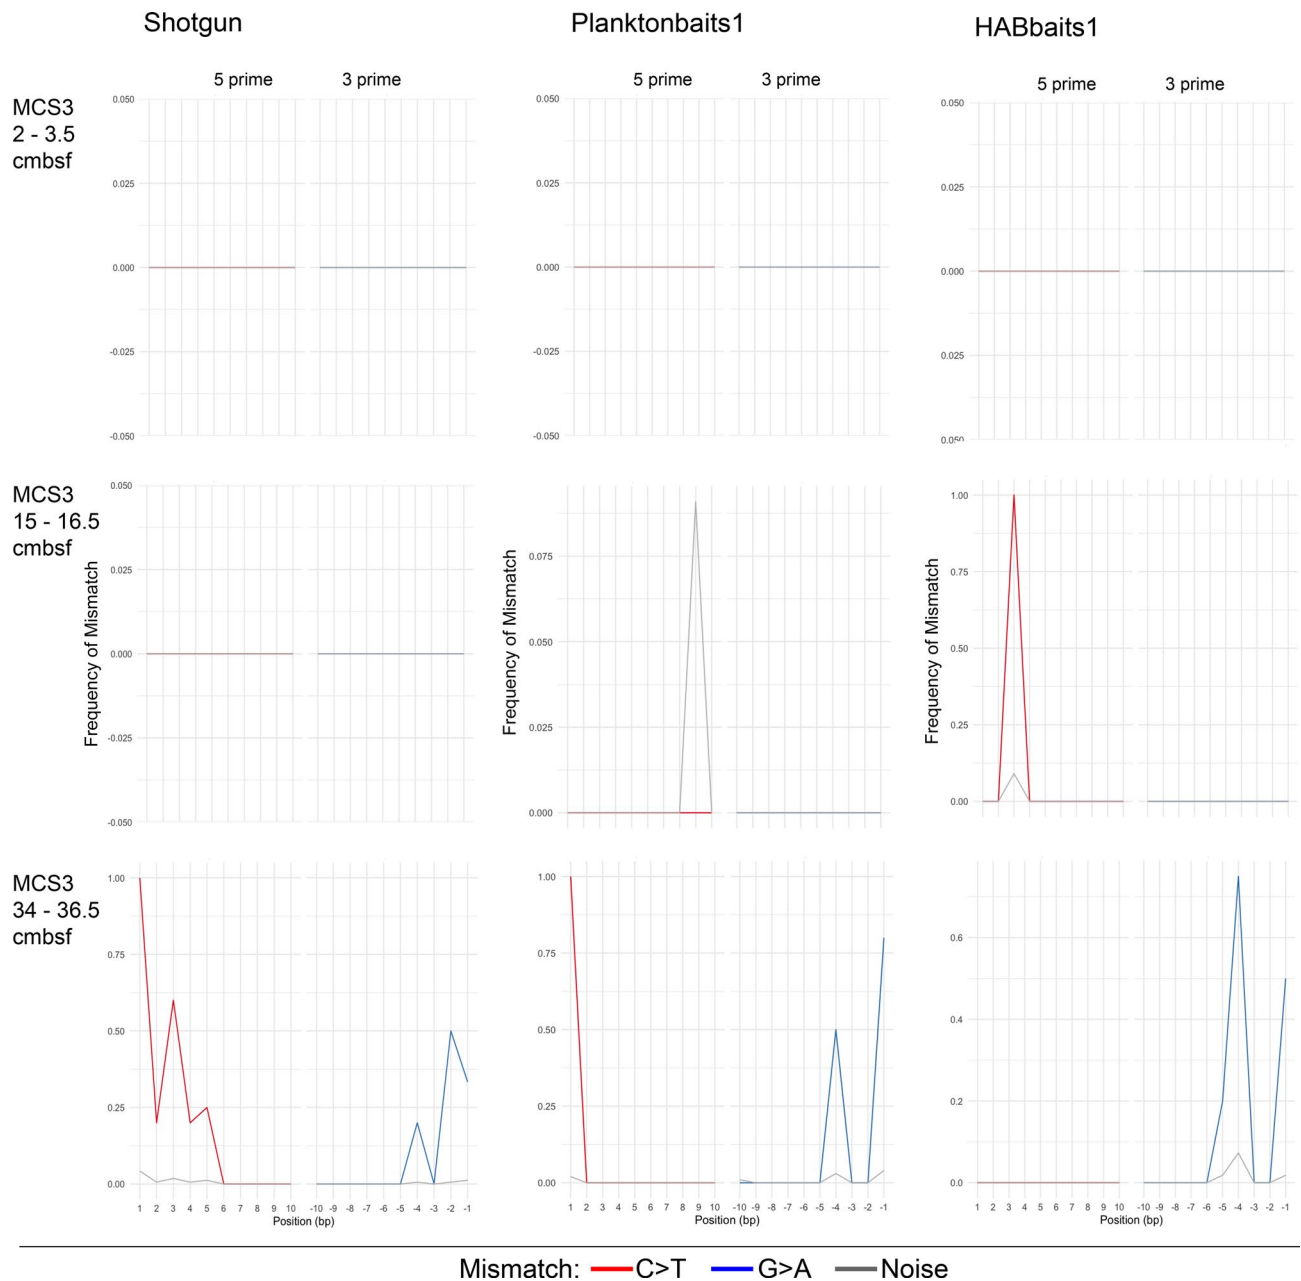 Shotgun
Planktonbaits1
HABbaits1
5 prime 3 prime
5 prime 3 prime
5 prime 3 prime
MCS3
2 - 3.5
cmbsf
0.050
0.025
0.000
-0.025
-0.050
0.050
0.025
0.000
-0.025
-0.050
0.050
0.025
0.000
0.025
0.050
MCS3
15 - 16.5
cmbsf
Frequency of Mismatch
0.050
0.025
0.000
-0.025
-0.050
Frequency of Mismatch
0.075
0.050
0.025
0.000
Frequency of Mismatch
1.00
0.75
0.50
0.25
0.00
MCS3
34 - 36.5
cmbsf
1.00
0.75
0.50
0.25
0.00
1 2 3 4 5 6 7 8 9 10 -10 -9 -8 -7 -6 -5 -4 -3 -2 -1
Position (bp)
1.00
0.75
0.50
0.25
0.00
1 2 3 4 5 6 7 8 9 10 -10 -9 -8 -7 -6 -5 -4 -3 -2 -1
Position (bp)
0.6
0.4
0.2
0.0
1 2 3 4 5 6 7 8 9 10 -10 -9 -8 -7 -6 -5 -4 -3 -2 -1
Position (bp)
Mismatch: C>T G>A Noise